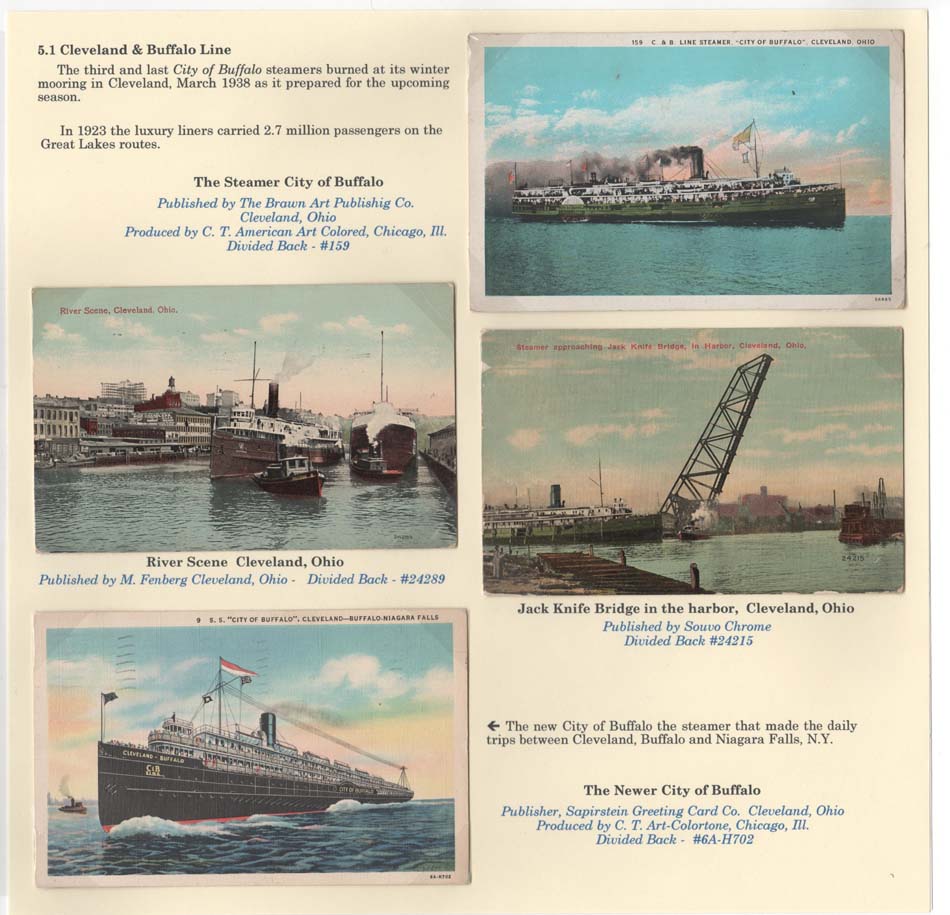 5.1 Cleveland & Buffalo Line
The third and last City of Buffalo steamers burned at its winter
mooring in Cleveland, March 1938 as it prepared for the upcoming
season.
In 1923 the luxury liners carried 2.7 million passengers on the
Great Lakes routes.
The Steamer City of Buffalo
Published by The Brawn Art Publishig Co.
Cleveland, Ohio
Produced by C. T. American Art Colored, Chicago, Ill.
Divided Back - #159
159 C. & B. LINE STEAMER, "CITY OF BUFFALO", CLEVELAND, OHIO
River Scene, Cleveland, Ohio.
River Scene Cleveland, Ohio
Published by M. Fenberg Cleveland, Ohio - Divided Back - #24289
Steamer approaching Jack Knife Bridge, in Harbor, Cleveland, Ohio.
24215
Jack Knife Bridge in the harbor, Cleveland, Ohio
Published by Souvo Chrome
Divided Back #24215
9 S. S. "CITY OF BUFFALO", CLEVELAND—BUFFALO-NIAGARA FALLS
CLEVELAND - BUFFALO
C&B
LINE
CITY OF BUFFALO
6A-H702
← The new City of Buffalo the steamer that made the daily
trips between Cleveland, Buffalo and Niagara Falls, N.Y.
The Newer City of Buffalo
Publisher, Sapirstein Greeting Card Co. Cleveland, Ohio
Produced by C. T. Art-Colortone, Chicago, Ill.
Divided Back - #6A-H702